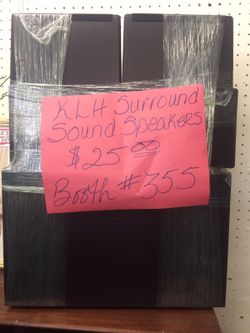 KLH Surround
Sound Speakers
$25.00
Booth #355